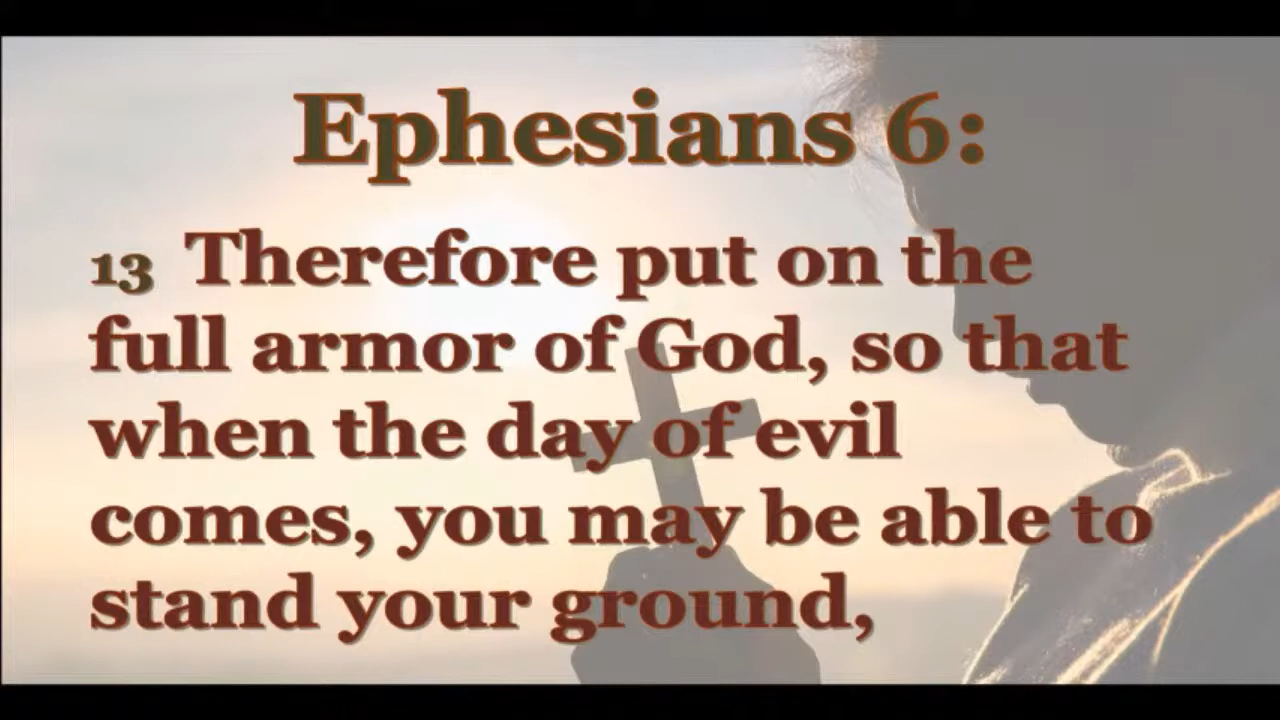 Ephesians 6:
13 Therefore put on the
full armor of God, so that
when the day of evil
comes, you may be able to
stand your ground,